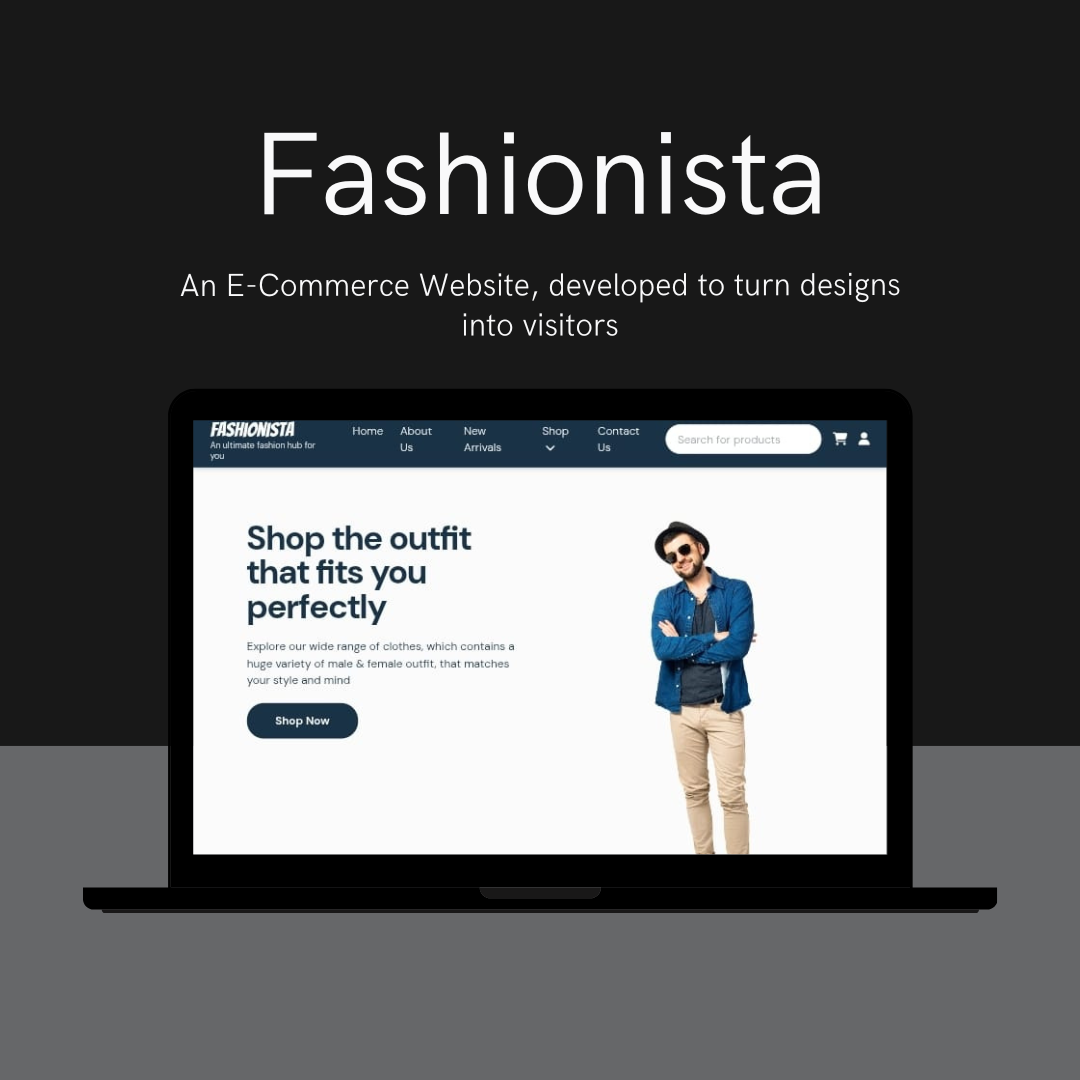 Fashionista
An E-Commerce Website, developed to turn designs
into visitors
FASHIONISTA
An ultimate fashion hub for
you
Home
About
Us
New
Arrivals
Shop
Contact
Us
Search for products
Shop the outfit
that fits you
perfectly
Explore our wide range of clothes, which contains a
huge variety of male & female outfit, that matches
your style and mind
Shop Now